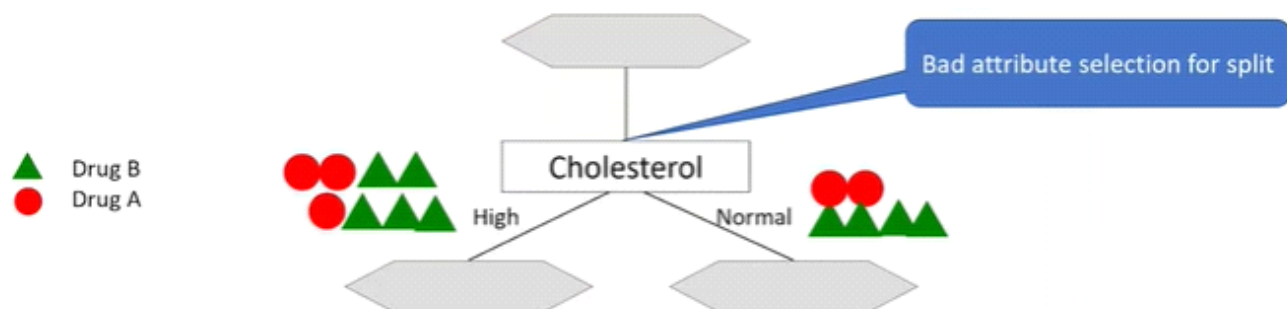 Bad attribute selection for split
Cholesterol
Drug B
Drug A
High
Normal